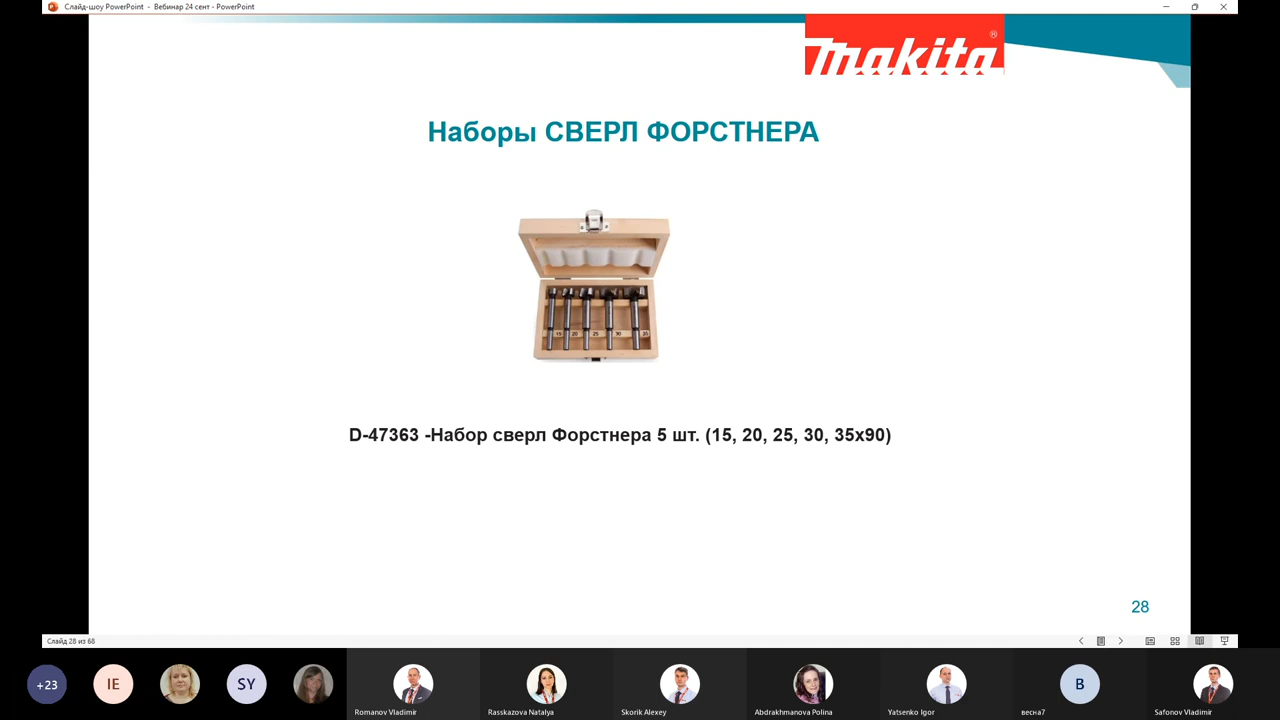 Слайд-шоу PowerPoint - Вебинар 24 сент - PowerPoint
makita®
Наборы СВЕРЛ ФОРСТНЕРА
15 20 25 30 35
D-47363 -Набор сверл Форстнера 5 шт. (15, 20, 25, 30, 35x90)
28
Слайд 28 из 68
+23
IE
SY
В
Romanov Vladimir
Rasskazova Natalya
Skorik Alexey
Abdrakhmanova Polina
Yatsenko Igor
весна7
Safonov Vladimir